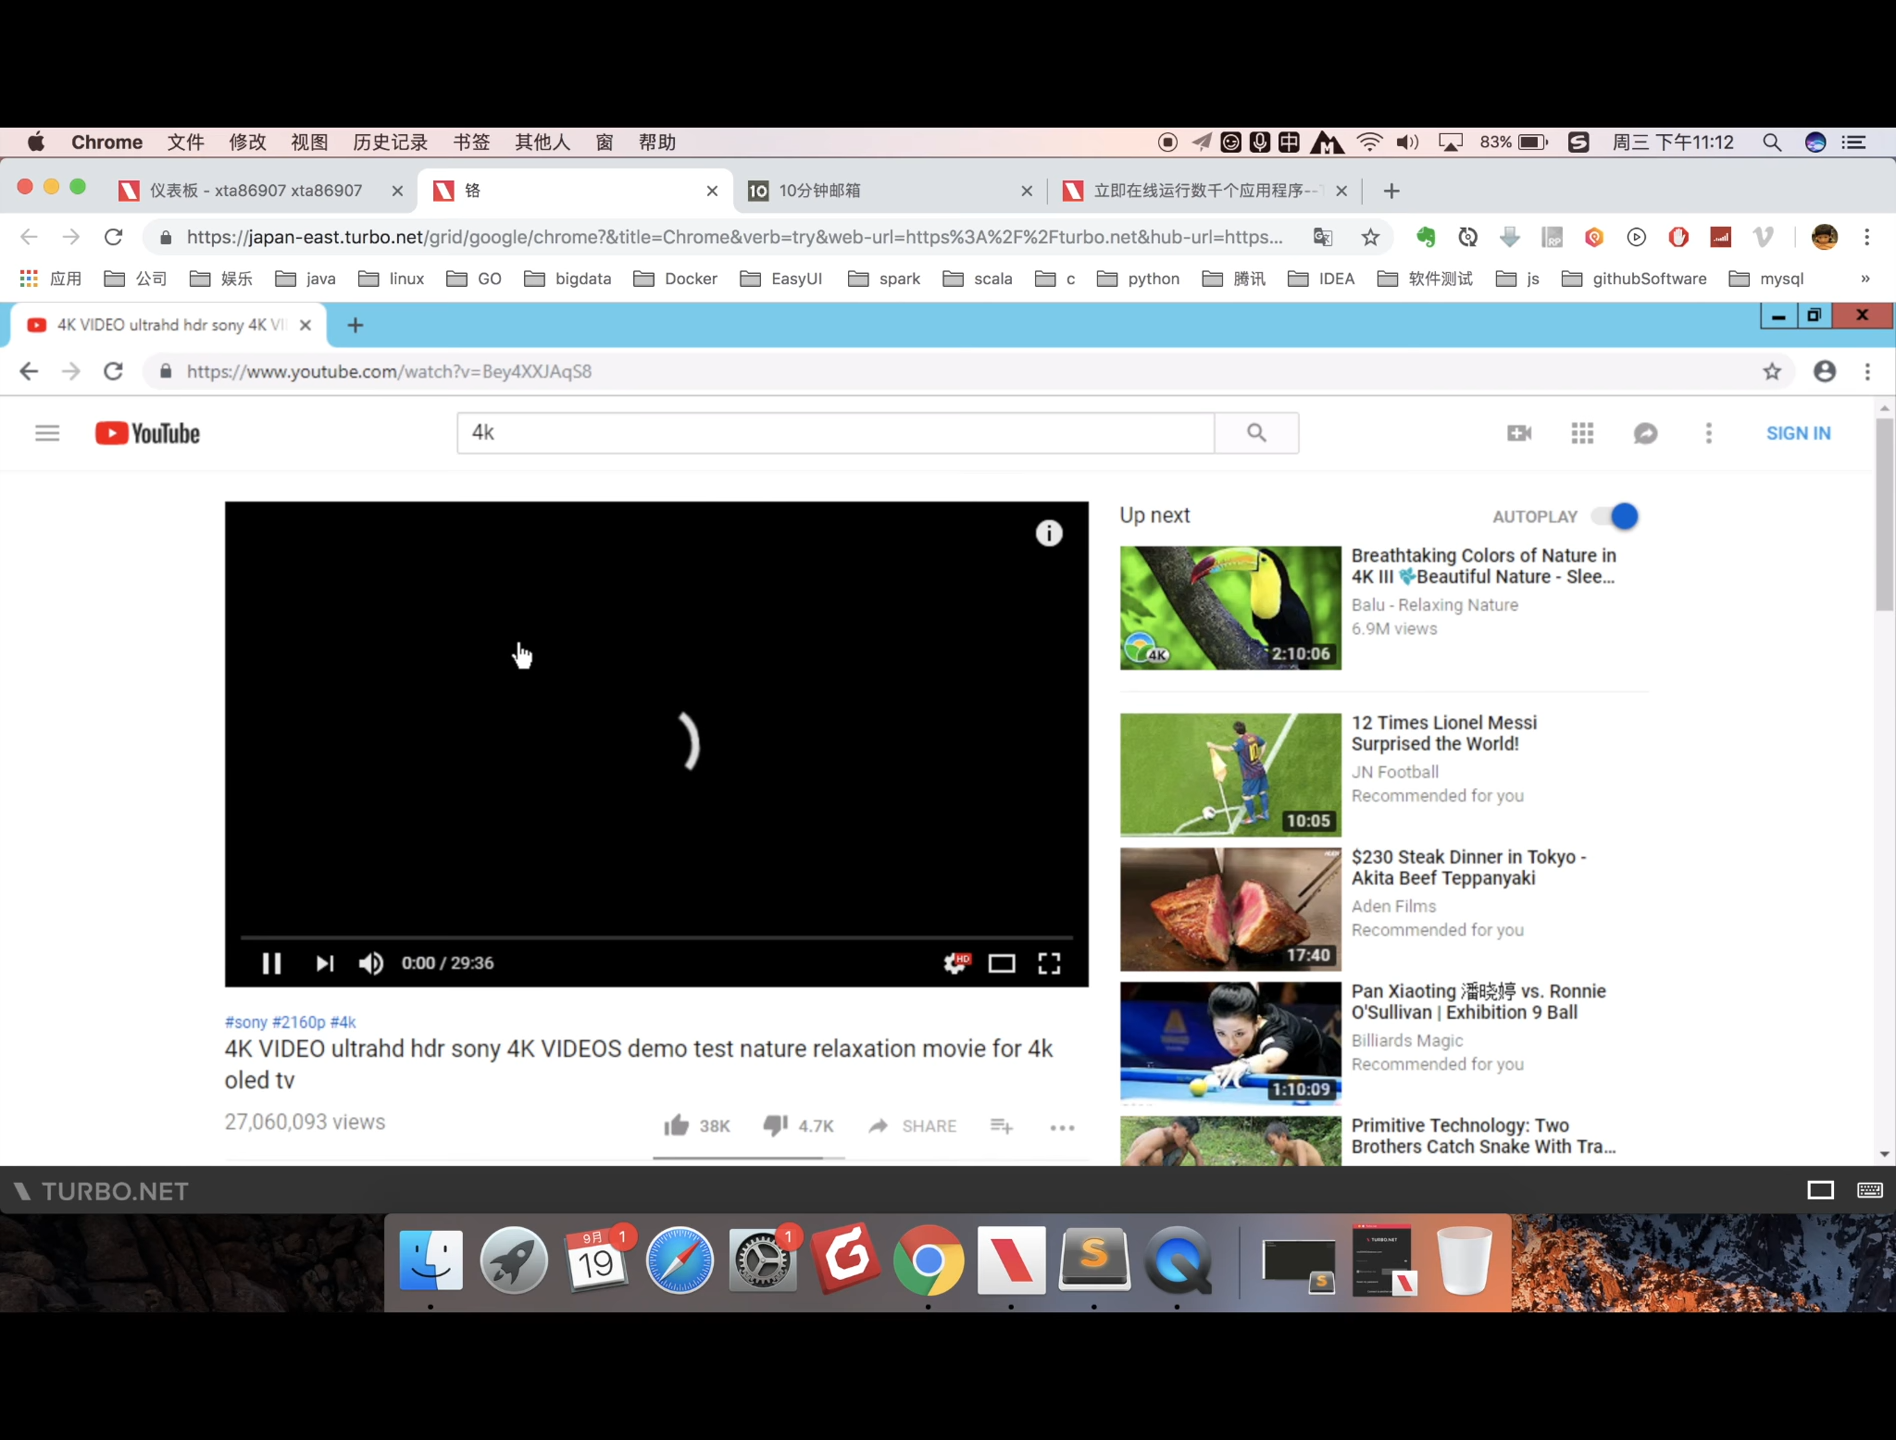 Chrome 文件 修改 视图 历史记录 书签 其他人 窗 帮助 中 83% 周三 下午11:12
仪表板 - xta86907 xta86907 铬 10 10分钟邮箱 立即在线运行数千个应用程序--
https://japan-east.turbo.net/grid/google/chrome?&title=Chrome&verb=try&web-url=https%3A%2F%2Fturbo.net&hub-url=https...
应用 公司 娱乐 java linux GO bigdata Docker EasyUI spark scala c python 腾讯 IDEA 软件测试 js githubSoftware mysql »
4K VIDEO ultrahd hdr sony 4K VI
https://www.youtube.com/watch?v=Bey4XXJAqS8
YouTube 4k SIGN IN
Up next AUTOPLAY
Breathtaking Colors of Nature in
4K III Beautiful Nature - Slee...
Balu - Relaxing Nature
6.9M views
4K 2:10:06
12 Times Lionel Messi
Surprised the World!
JN Football
Recommended for you
10:05
$230 Steak Dinner in Tokyo -
Akita Beef Teppanyaki
Aden Films
Recommended for you
17:40
Pan Xiaoting 潘晓婷 vs. Ronnie
O'Sullivan | Exhibition 9 Ball
Billiards Magic
Recommended for you
1:10:09
Primitive Technology: Two
Brothers Catch Snake With Tra...
0:00 / 29:36 HD
#sony #2160p #4k
4K VIDEO ultrahd hdr sony 4K VIDEOS demo test nature relaxation movie for 4k
oled tv
27,060,093 views 38K 4.7K SHARE
TURBO.NET
9月 1 1
19